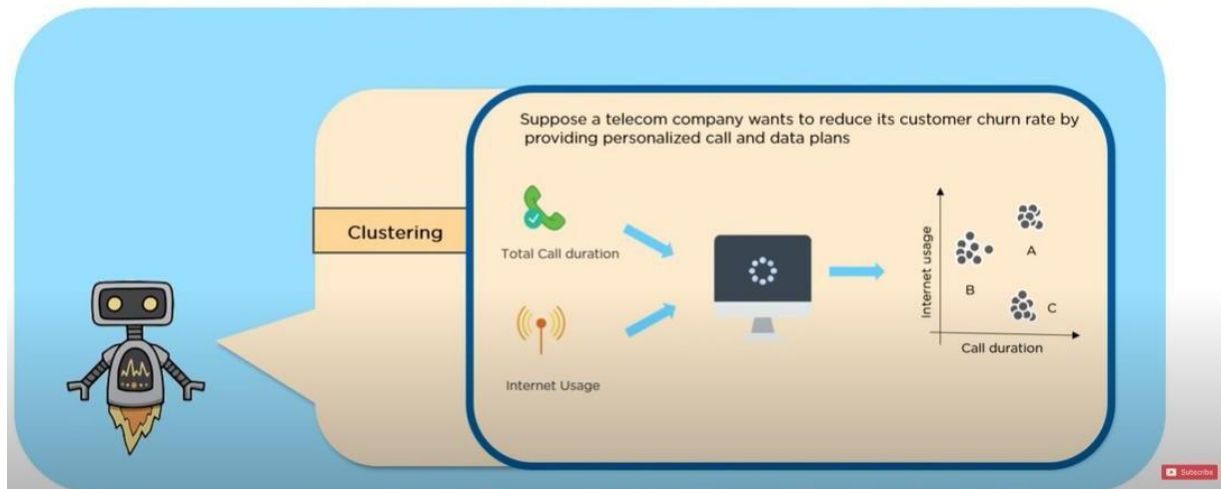 Suppose a telecom company wants to reduce its customer churn rate by
providing personalized call and data plans
Clustering
Total Call duration
Internet Usage
Internet usage
A
B
C
Call duration
Subscribe